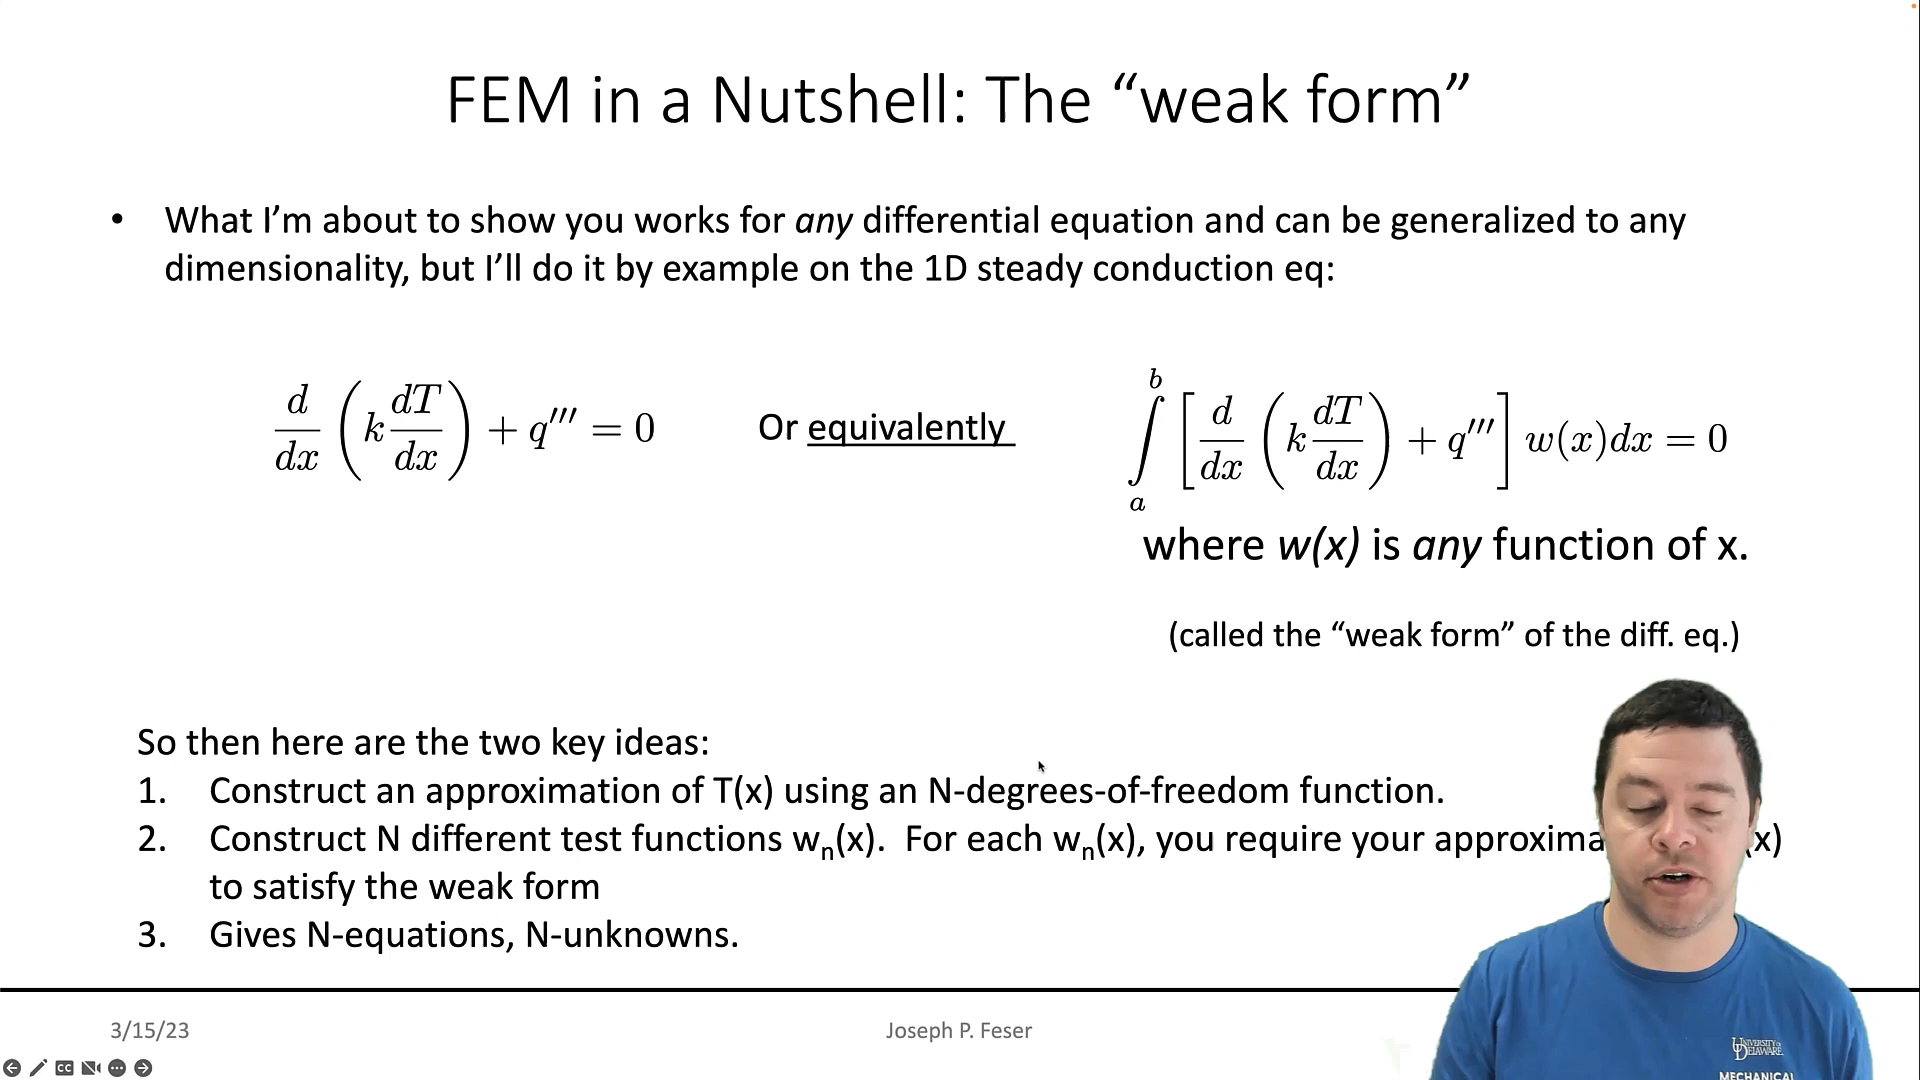 FEM in a Nutshell: The “weak form”
• What I’m about to show you works for any differential equation and can be generalized to any
dimensionality, but I’ll do it by example on the 1D steady conduction eq:
d/dx (k dT/dx) + q′′′ = 0
Or equivalently
∫_a^b [d/dx (k dT/dx) + q′′′] w(x)dx = 0
where w(x) is any function of x.
(called the “weak form” of the diff. eq.)
So then here are the two key ideas:
1. Construct an approximation of T(x) using an N-degrees-of-freedom function.
2. Construct N different test functions wₙ(x). For each wₙ(x), you require your (x)
to satisfy the weak form
3. Gives N-equations, N-unknowns.
3/15/23
Joseph P. Feser
CC
UNIVERSITY OF
DELAWARE
MECHANICAL